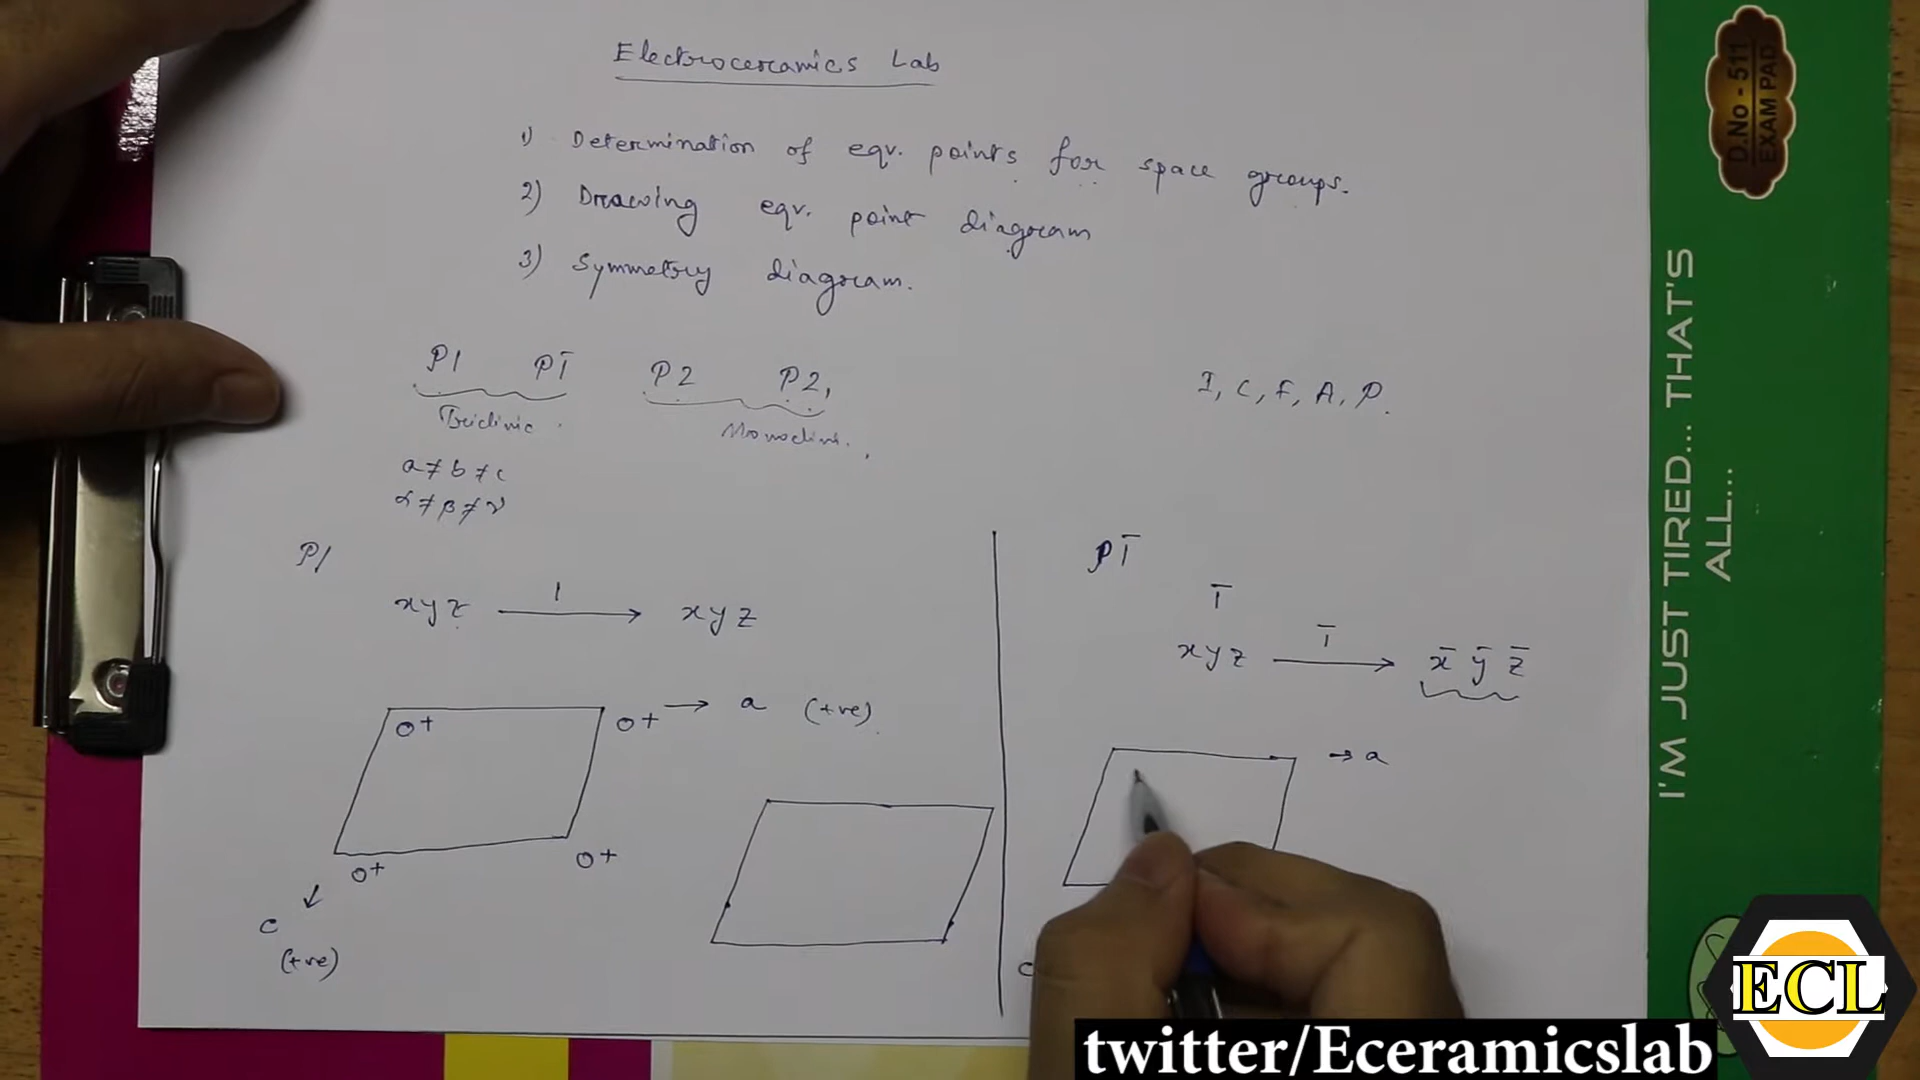 Electroceramics Lab
1) Determination of eqv. points for space groups.
2) Drawing eqv. point diagram
3) Symmetry diagram.
P1 P1̅ P2 P2₁
I, C, F, A, P.
Triclinic Monoclini.
a ≠ b ≠ c
α ≠ β ≠ γ
P1
xyz 1 → xyz
o+ o+ → a (+ve)
o+ o+
↓
c
(+ve)
P1̅
1̅
xyz 1̅ → x̅ y̅ z̅
→ a
c
D.No - 511
EXAM PAD
I'M JUST TIRED... THAT'S
ALL...
ECL
twitter/Eceramicslab